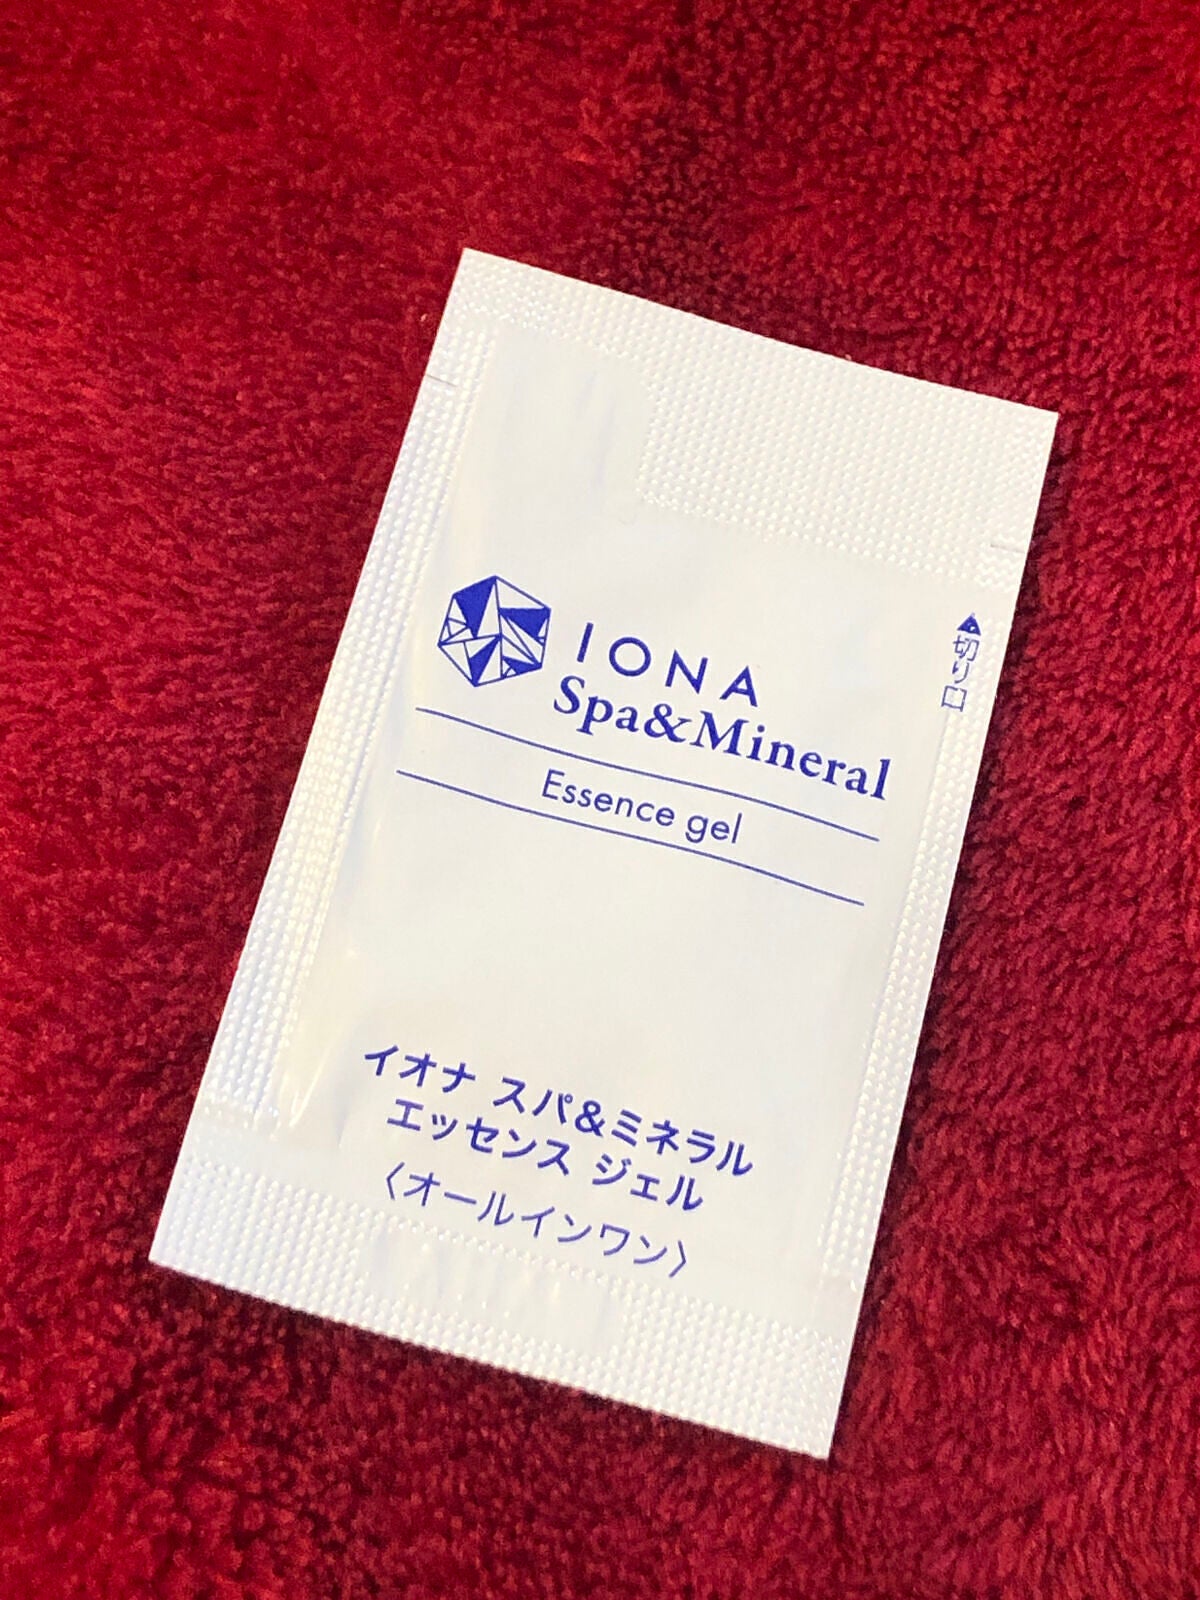 ▲切り口
IONA
Spa&Mineral
Essence gel
イオナ スパ&ミネラル
エッセンス ジェル
〈オールインワン〉